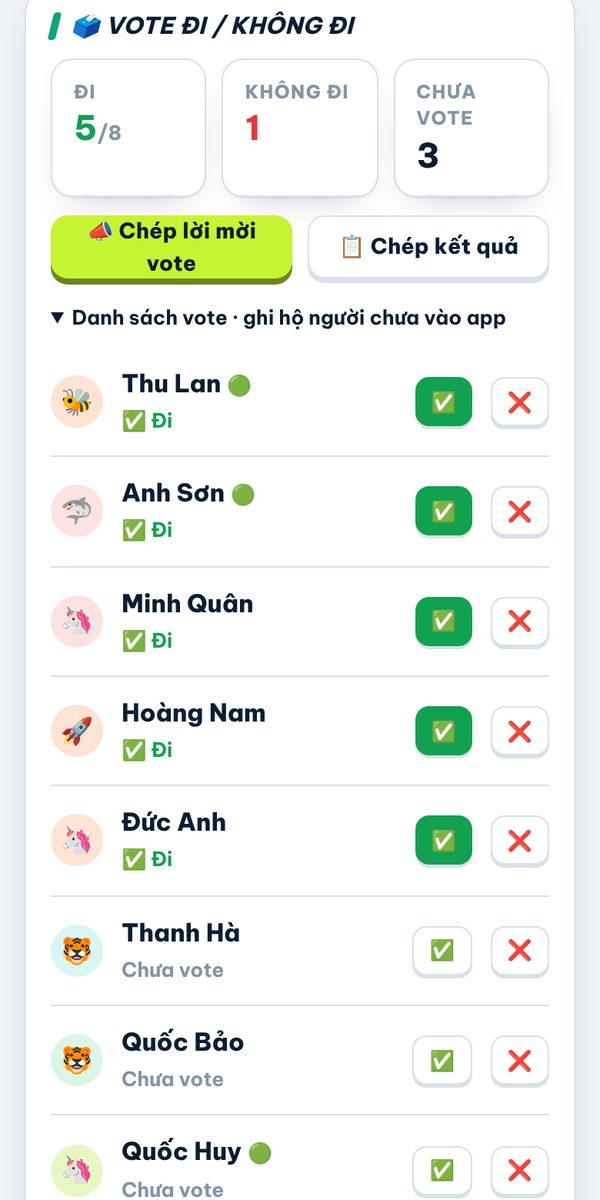 🗳️ VOTE ĐI / KHÔNG ĐI
ĐI
5/8
KHÔNG ĐI
1
CHƯA
VOTE
3
📣 Chép lời mời
vote
📋 Chép kết quả
▼ Danh sách vote · ghi hộ người chưa vào app
Thu Lan 🟢
✅ Đi
Anh Sơn 🟢
✅ Đi
Minh Quân
✅ Đi
Hoàng Nam
✅ Đi
Đức Anh
✅ Đi
Thanh Hà
Chưa vote
Quốc Bảo
Chưa vote
Quốc Huy 🟢
Chưa vote